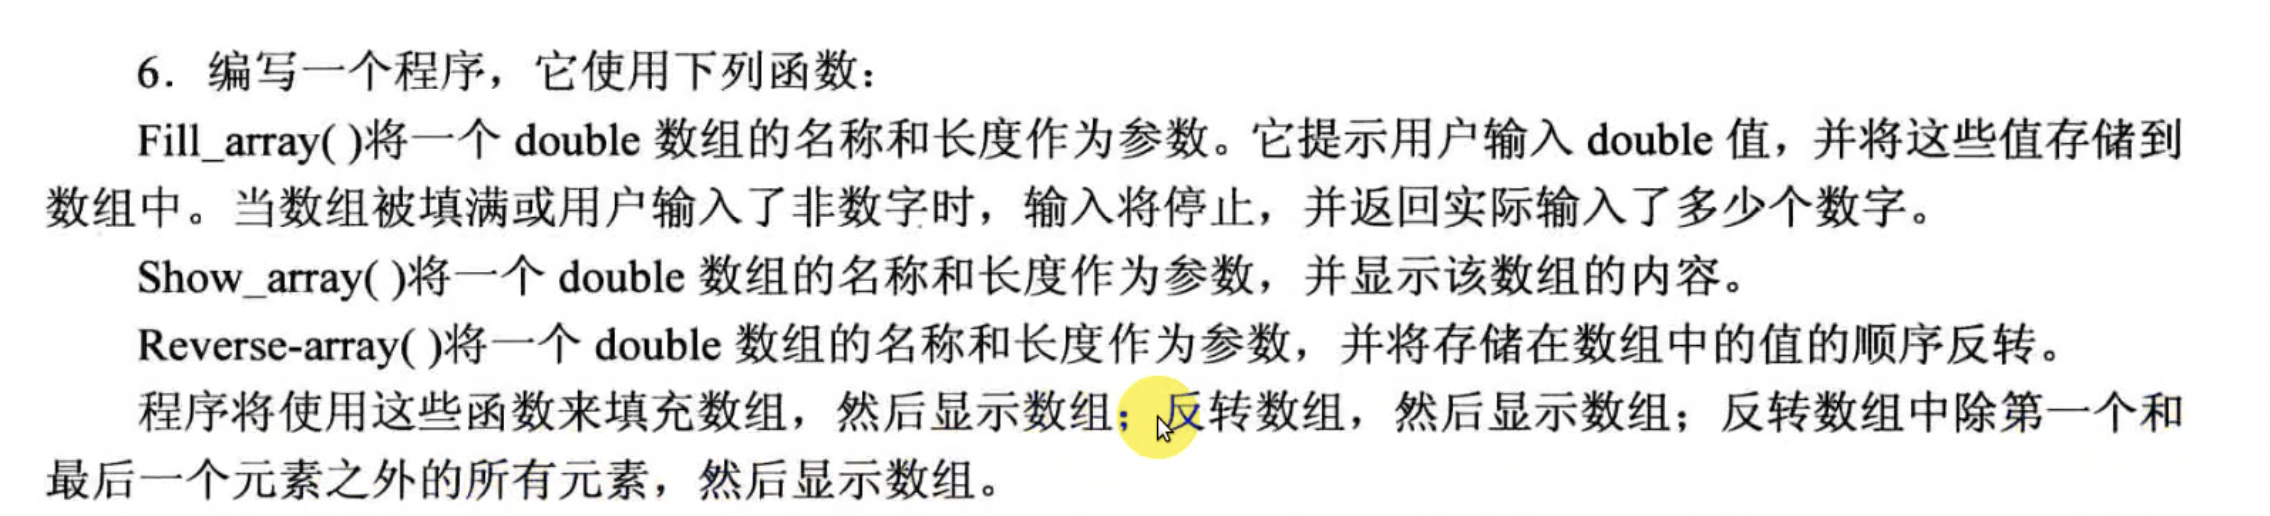 6．编写一个程序，它使用下列函数：
Fill_array( )将一个 double 数组的名称和长度作为参数。它提示用户输入 double 值，并将这些值存储到
数组中。当数组被填满或用户输入了非数字时，输入将停止，并返回实际输入了多少个数字。
Show_array( )将一个 double 数组的名称和长度作为参数，并显示该数组的内容。
Reverse-array( )将一个 double 数组的名称和长度作为参数，并将存储在数组中的值的顺序反转。
程序将使用这些函数来填充数组，然后显示数组；反转数组，然后显示数组；反转数组中除第一个和
最后一个元素之外的所有元素，然后显示数组。